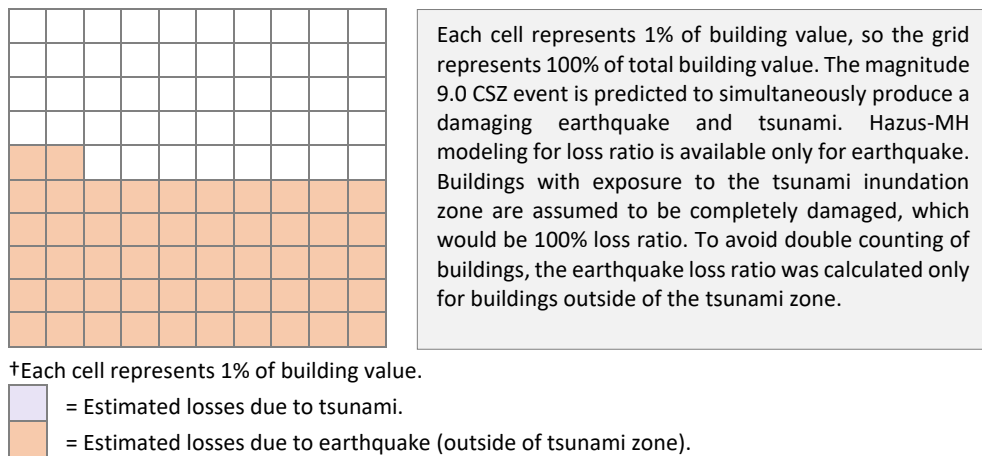 Each cell represents 1% of building value, so the grid
represents 100% of total building value. The magnitude
9.0 CSZ event is predicted to simultaneously produce a
damaging earthquake and tsunami. Hazus-MH
modeling for loss ratio is available only for earthquake.
Buildings with exposure to the tsunami inundation
zone are assumed to be completely damaged, which
would be 100% loss ratio. To avoid double counting of
buildings, the earthquake loss ratio was calculated only
for buildings outside of the tsunami zone.
†Each cell represents 1% of building value.
= Estimated losses due to tsunami.
= Estimated losses due to earthquake (outside of tsunami zone).